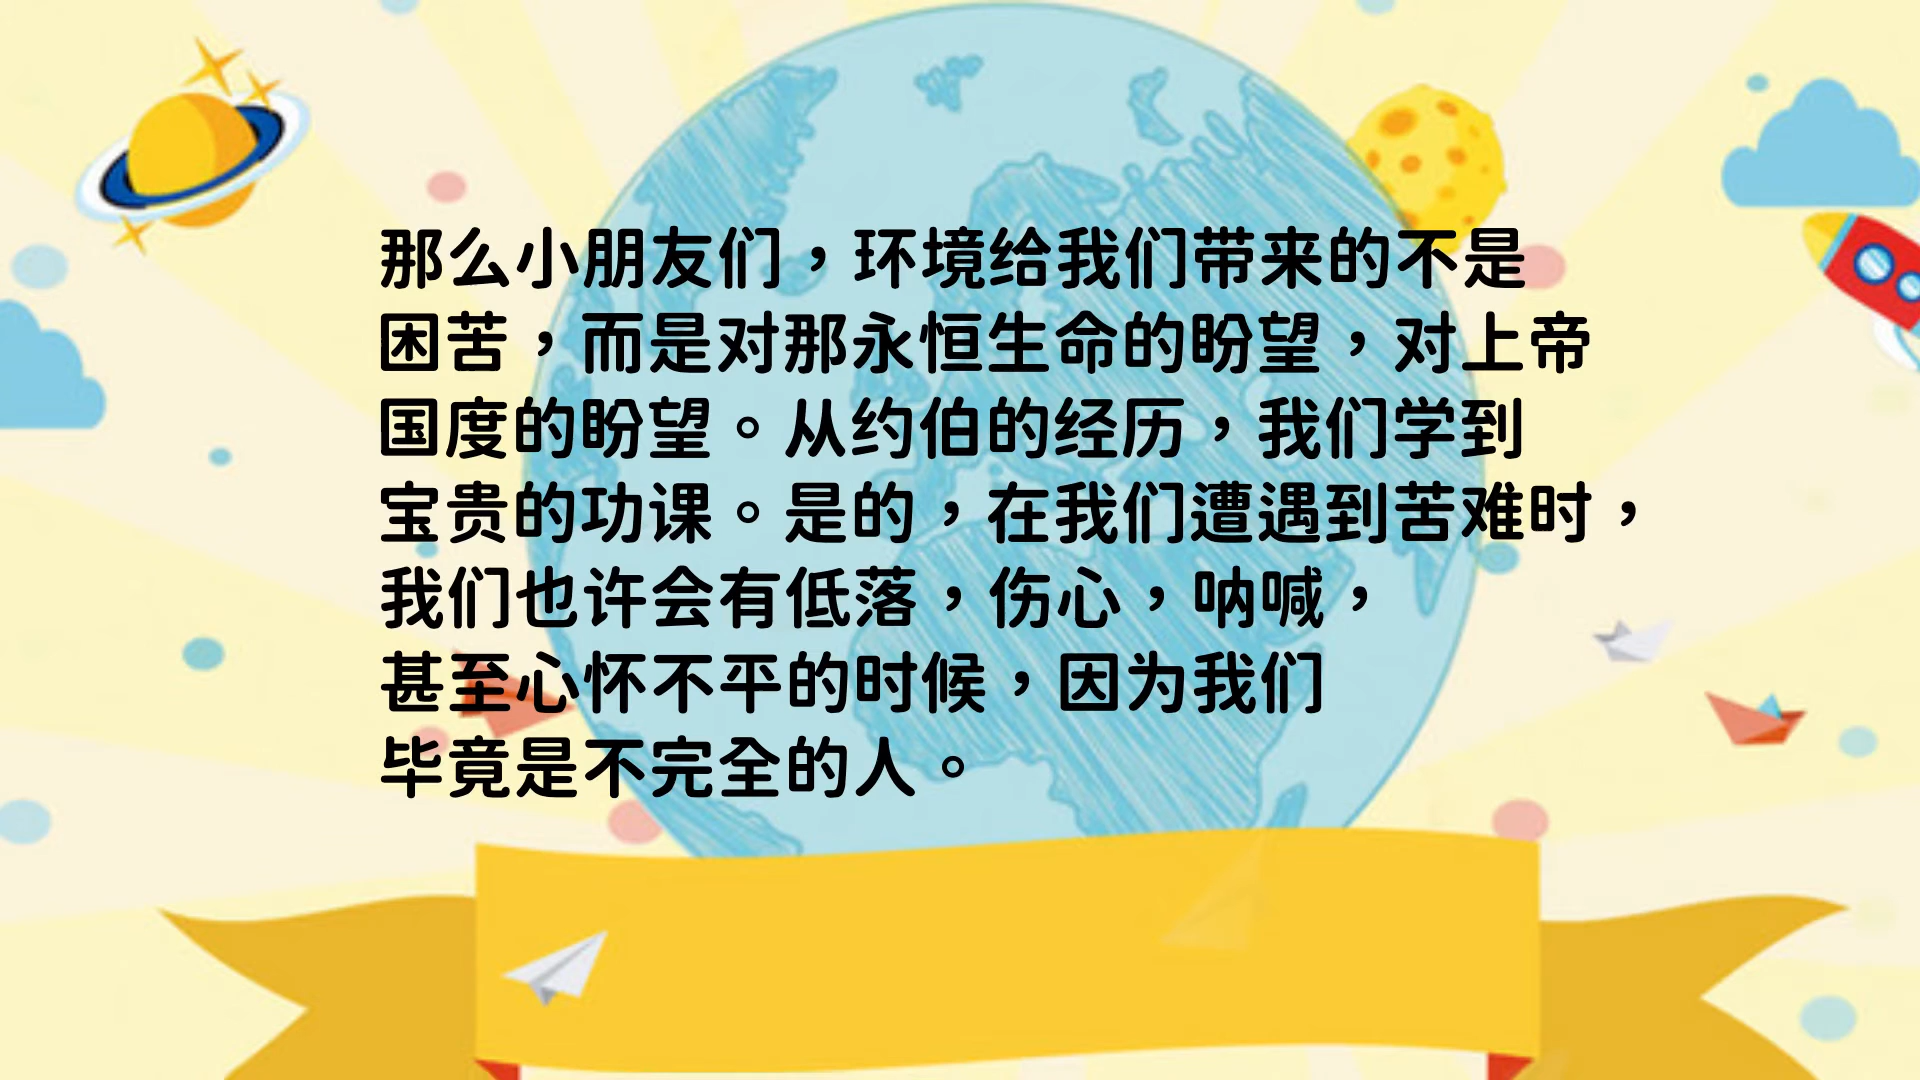 那么小朋友们，环境给我们带来的不是
困苦，而是对那永恒生命的盼望，对上帝
国度的盼望。从约伯的经历，我们学到
宝贵的功课。是的，在我们遭遇到苦难时，
我们也许会有低落，伤心，呐喊，
甚至心怀不平的时候，因为我们
毕竟是不完全的人。